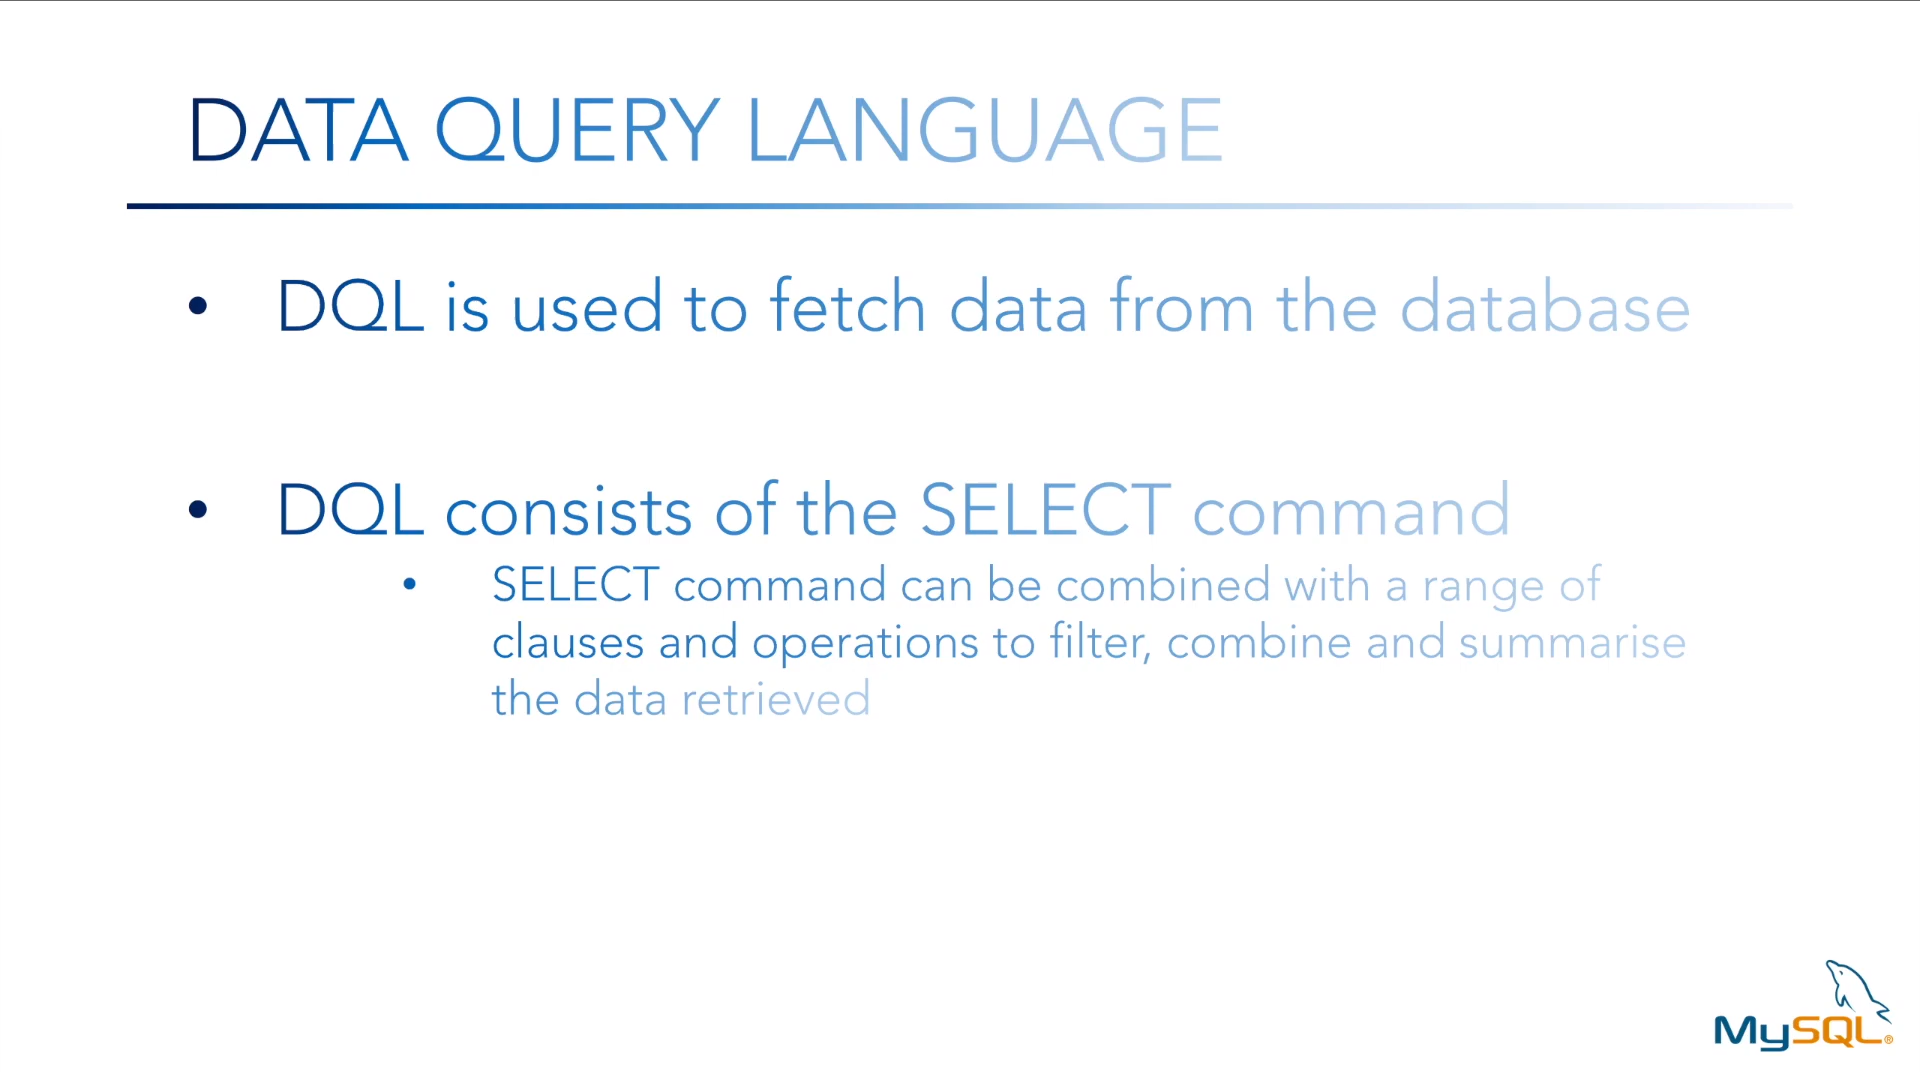 DATA QUERY LANGUAGE
• DQL is used to fetch data from the database
• DQL consists of the SELECT command
• SELECT command can be combined with a range of
clauses and operations to filter, combine and summarise
the data retrieved
MySQL®